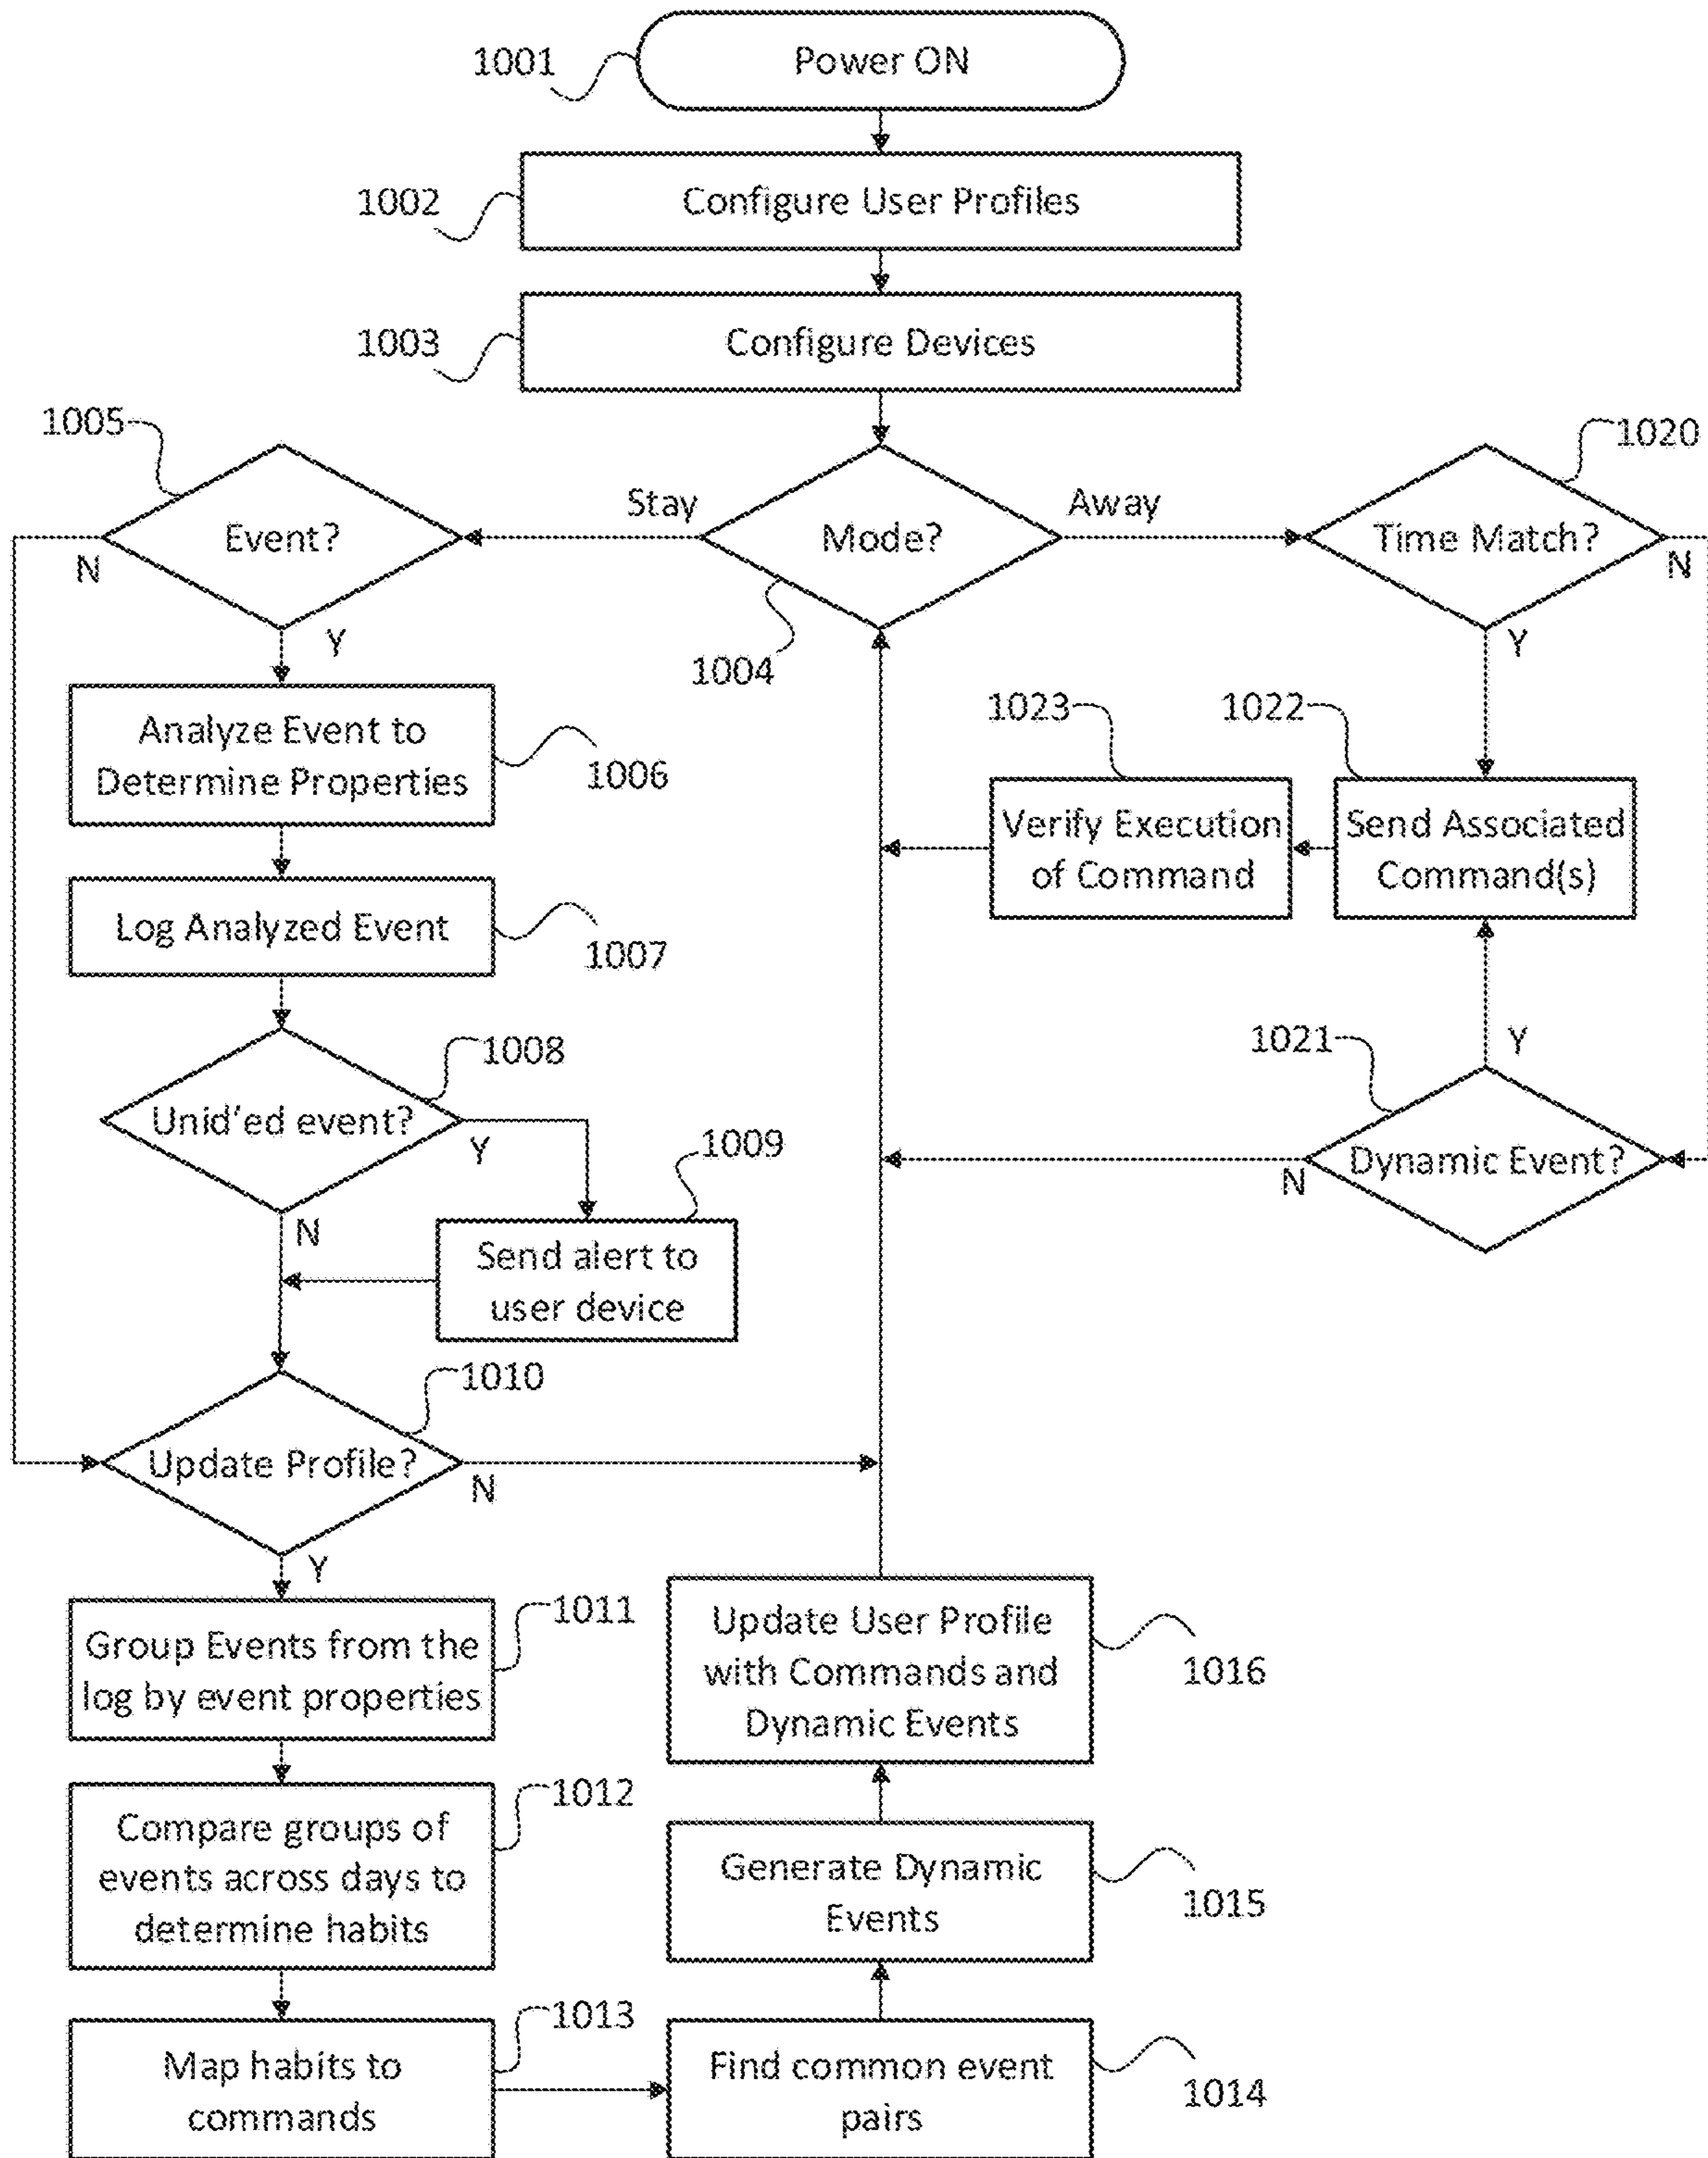 1001
Power ON
1002
Configure User Profiles
1003
Configure Devices
1005
1020
Event?
Stay
Mode?
Away
Time Match?
N
N
Y
1004
Y
Analyze Event to
Determine Properties
1006
1023
1022
Verify Execution
of Command
Send Associated
Command(s)
Log Analyzed Event
1007
1008
1021
Y
Unid'ed event?
Y
1009
Dynamic Event?
N
N
Send alert to
user device
1010
Update Profile?
N
Y
1011
Group Events from the
log by event properties
Update User Profile
with Commands and
Dynamic Events
1016
1012
Compare groups of
events across days to
determine habits
Generate Dynamic
Events
1015
1013
Map habits to
commands
Find common event
pairs
1014